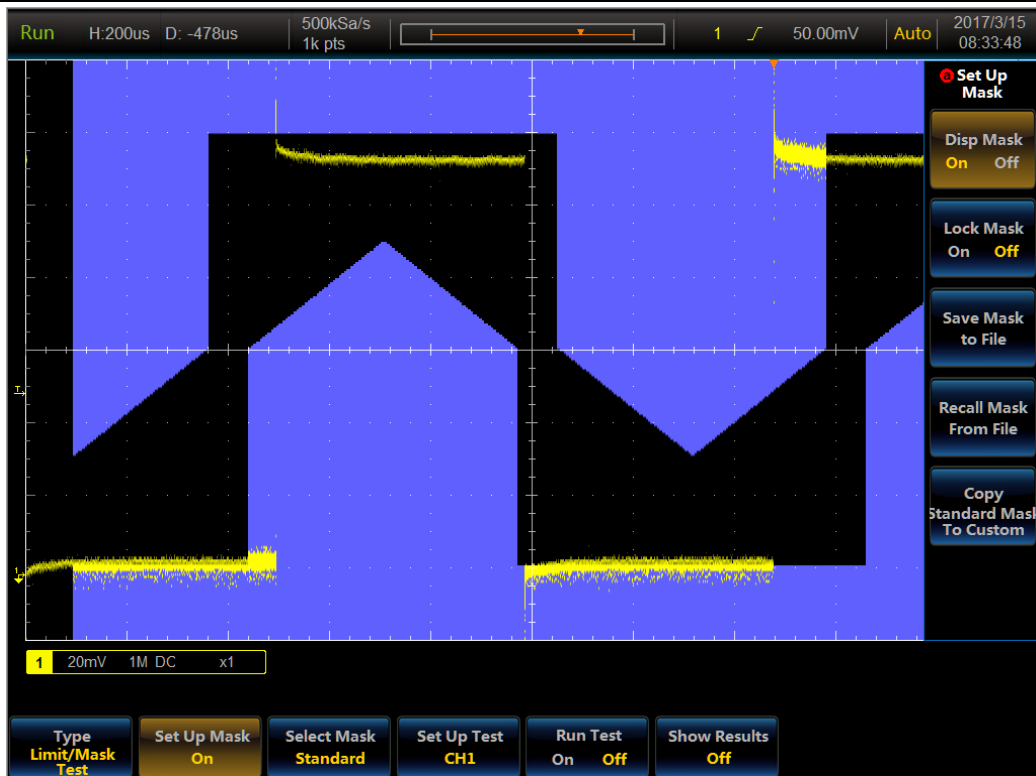 Run
H:200us D: -478us
500kSa/s
1k pts
1
50.00mV
Auto
2017/3/15
08:33:48
a Set Up
Mask
Disp Mask
On Off
Lock Mask
On Off
Save Mask
to File
Recall Mask
From File
Copy
Standard Mask
To Custom
T
1
1 20mV 1M DC x1
Type
Limit/Mask
Test
Set Up Mask
On
Select Mask
Standard
Set Up Test
CH1
Run Test
On Off
Show Results
Off